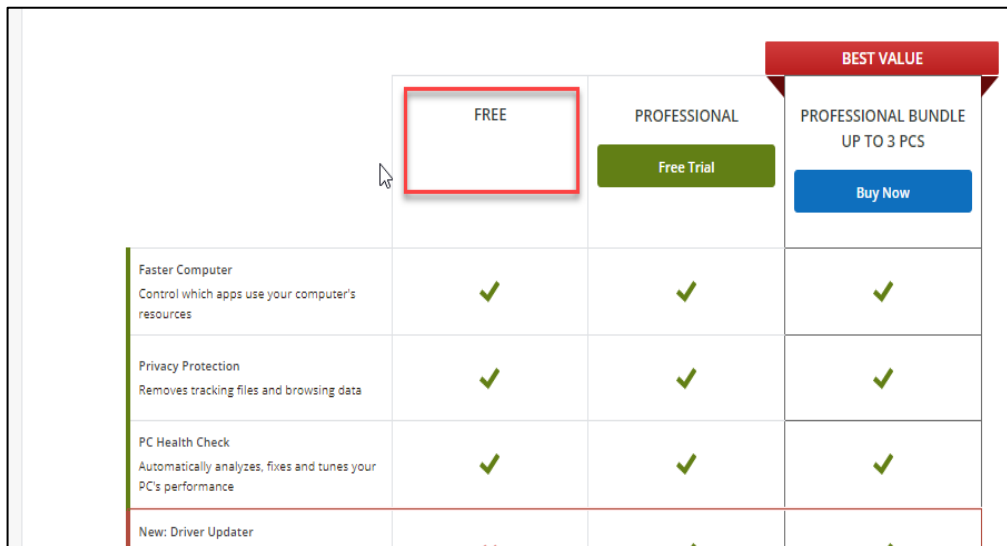 BEST VALUE
FREE
PROFESSIONAL
PROFESSIONAL BUNDLE
UP TO 3 PCS
Free Trial
Buy Now
Faster Computer
Control which apps use your computer's
resources
Privacy Protection
Removes tracking files and browsing data
PC Health Check
Automatically analyzes, fixes and tunes your
PC's performance
New: Driver Updater